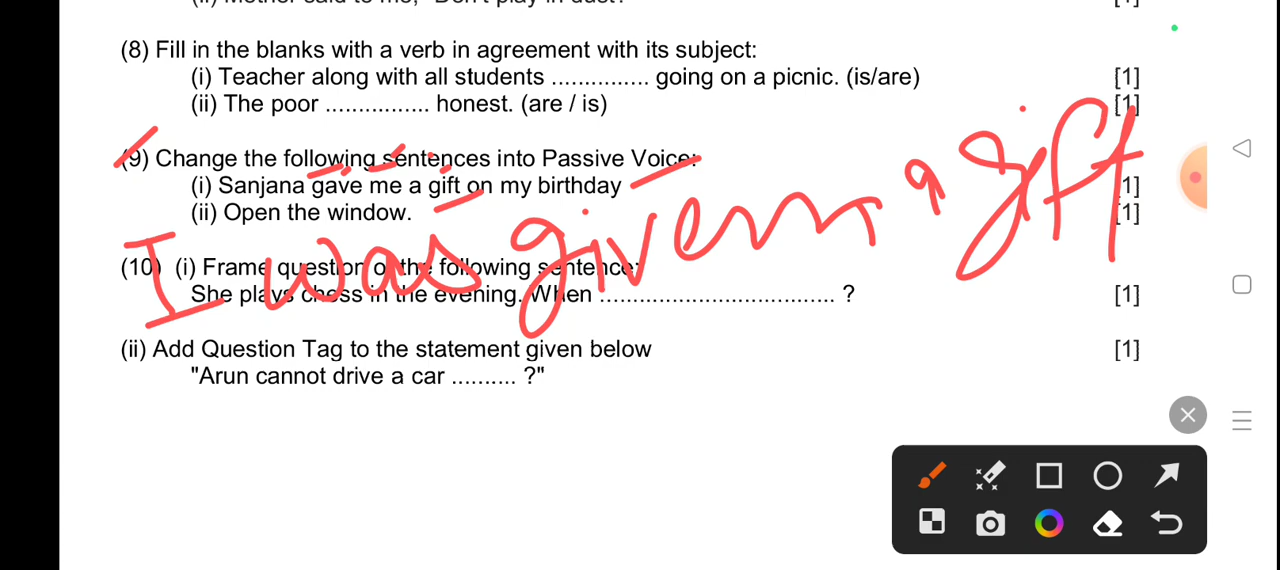 (8) Fill in the blanks with a verb in agreement with its subject:
(i) Teacher along with all students ............... going on a picnic. (is/are) [1]
(ii) The poor ................ honest. (are / is) [1]
(9) Change the following sentences into Passive Voice:
(i) Sanjana gave me a gift on my birthday [1]
(ii) Open the window. [1]
I was given a gift
(10) (i) Frame question of the following sentence:
She plays chess in the evening. When ................................... ? [1]
(ii) Add Question Tag to the statement given below [1]
"Arun cannot drive a car .......... ?"